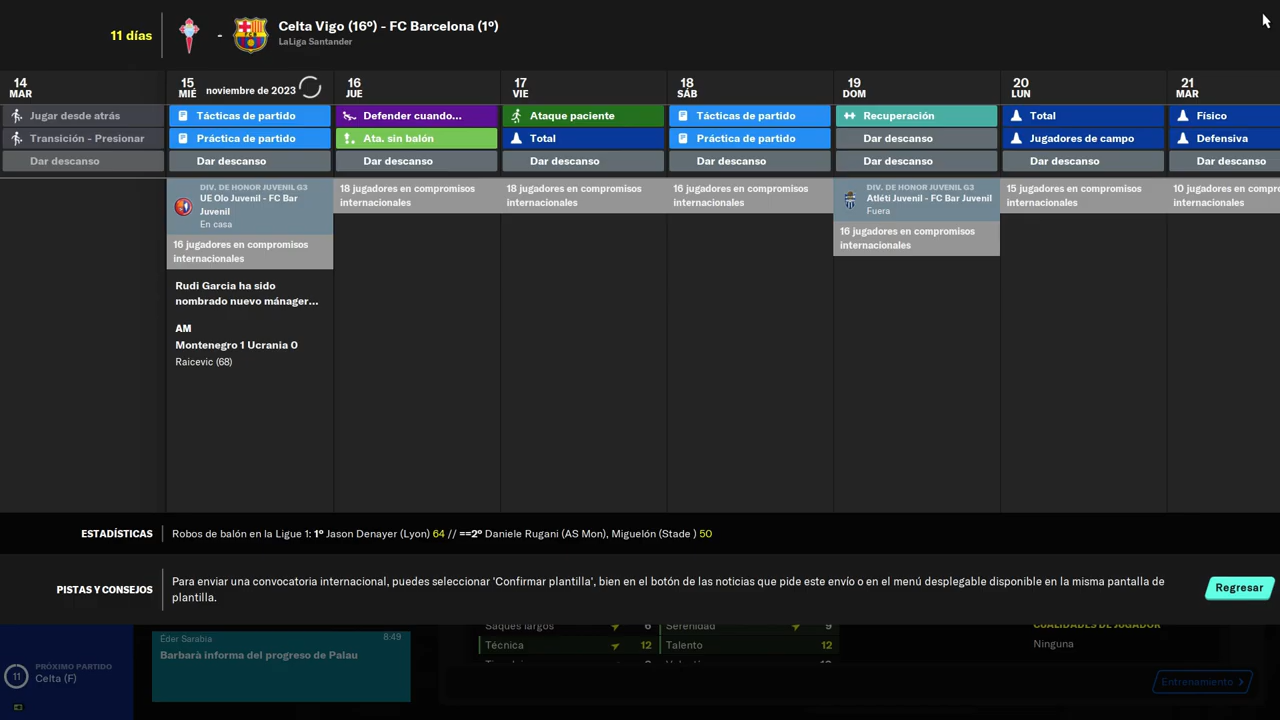 11 días
Celta Vigo (16º) - FC Barcelona (1º)
LaLiga Santander
14
MAR
15
MIÉ
noviembre de 2023
16
JUE
17
VIE
18
SÁB
19
DOM
20
LUN
21
MAR
Jugar desde atrás
Tácticas de partido
Defender cuando...
Ataque paciente
Tácticas de partido
Recuperación
Total
Físico
Transición - Presionar
Práctica de partido
Ata. sin balón
Total
Práctica de partido
Dar descanso
Jugadores de campo
Defensiva
Dar descanso
Dar descanso
Dar descanso
Dar descanso
Dar descanso
Dar descanso
Dar descanso
Dar descanso
DIV. DE HONOR JUVENIL G3
UE Olo Juvenil - FC Bar
Juvenil
En casa
16 jugadores en compromisos
internacionales
Rudi Garcia ha sido
nombrado nuevo mánager...
AM
Montenegro 1 Ucrania 0
Raicevic (68)
18 jugadores en compromisos
internacionales
18 jugadores en compromisos
internacionales
16 jugadores en compromisos
internacionales
DIV. DE HONOR JUVENIL G3
Atléti Juvenil - FC Bar Juvenil
Fuera
16 jugadores en compromisos
internacionales
15 jugadores en compromisos
internacionales
10 jugadores en compromisos
internacionales
ESTADÍSTICAS
Robos de balón en la Ligue 1: 1º Jason Denayer (Lyon) 64 // ==2º Daniele Rugani (AS Mon), Miguelón (Stade ) 50
PISTAS Y CONSEJOS
Para enviar una convocatoria internacional, puedes seleccionar 'Confirmar plantilla', bien en el botón de las noticias que pide este envío o en el menú desplegable disponible en la misma pantalla de
plantilla.
Regresar
11
PRÓXIMO PARTIDO
Celta (F)
Éder Sarabia
8:49
Barbarà informa del progreso de Palau
Saques largos 6
Serenidad 9
Técnica 12
Talento 12
CUALIDADES DE JUGADOR
Ninguna
Entrenamiento